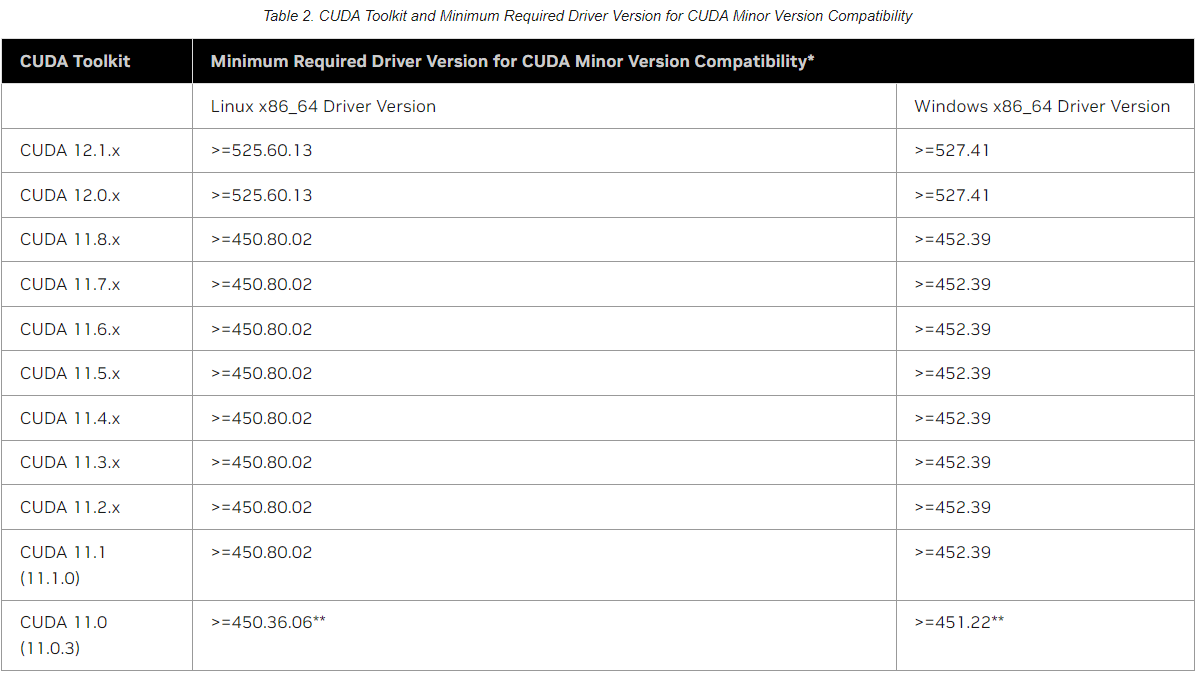 Table 2. CUDA Toolkit and Minimum Required Driver Version for CUDA Minor Version Compatibility
CUDA Toolkit Minimum Required Driver Version for CUDA Minor Version Compatibility*
Linux x86_64 Driver Version Windows x86_64 Driver Version
CUDA 12.1.x >=525.60.13 >=527.41
CUDA 12.0.x >=525.60.13 >=527.41
CUDA 11.8.x >=450.80.02 >=452.39
CUDA 11.7.x >=450.80.02 >=452.39
CUDA 11.6.x >=450.80.02 >=452.39
CUDA 11.5.x >=450.80.02 >=452.39
CUDA 11.4.x >=450.80.02 >=452.39
CUDA 11.3.x >=450.80.02 >=452.39
CUDA 11.2.x >=450.80.02 >=452.39
CUDA 11.1 >=450.80.02 >=452.39
(11.1.0)
CUDA 11.0 >=450.36.06** >=451.22**
(11.0.3)